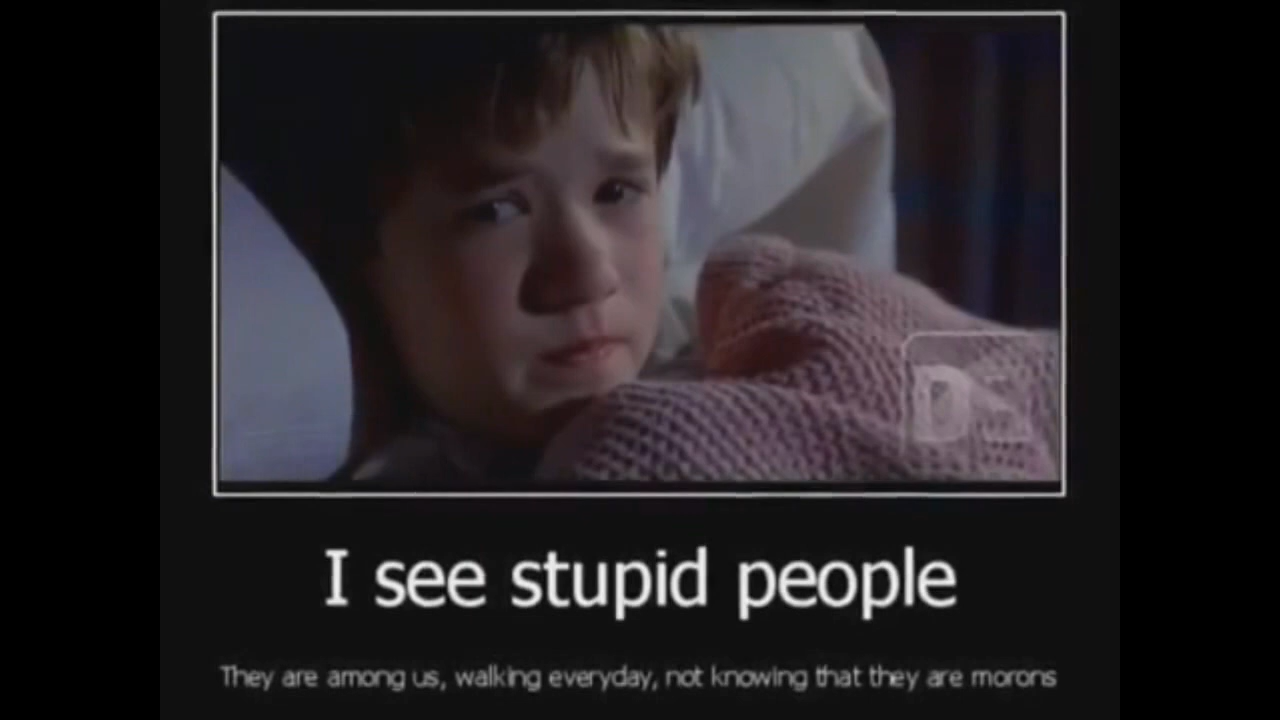 I see stupid people
They are among us, walking everyday, not knowing that they are morons